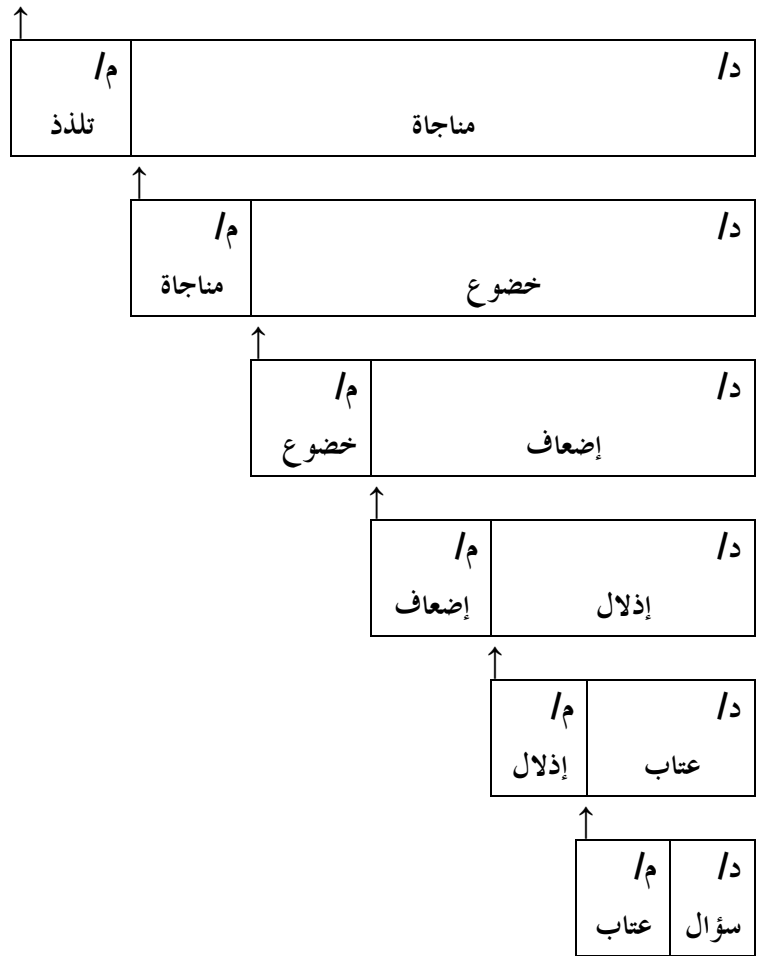 ↑
د/ م/
مناجاة تلذذ
↑
د/ م/
خضوع مناجاة
↑
د/ م/
إضعاف خضوع
↑
د/ م/
إذلال إضعاف
↑
د/ م/
عتاب إذلال
↑
د/ م/
سؤال عتاب